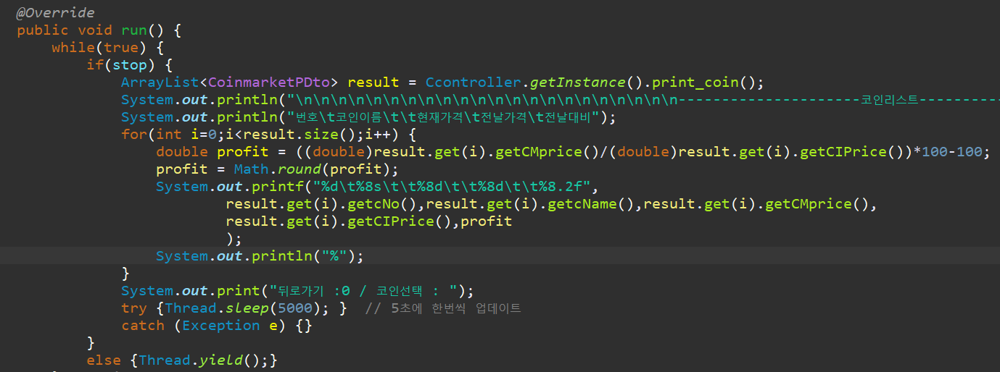 @Override
public void run() {
while(true) {
if(stop) {
ArrayList<CoinmarketPDto> result = Ccontroller.getInstance().print_coin();
System.out.println("\n\n\n\n\n\n\n\n\n\n\n\n\n\n\n\n\n\n\n\n\n\n---------------------코인리스트----------
System.out.println("번호\t코인이름\t\t현재가격\t전날가격\t전날대비");
for(int i=0;i<result.size();i++) {
double profit = ((double)result.get(i).getCMprice()/(double)result.get(i).getCIPrice())*100-100;
profit = Math.round(profit);
System.out.printf("%d\t%8s\t\t%8d\t\t%8d\t\t%8.2f",
result.get(i).getcNo(),result.get(i).getcName(),result.get(i).getCMprice(),
result.get(i).getCIPrice(),profit
);
System.out.println("%");
}
System.out.print("뒤로가기 :0 / 코인선택 : ");
try {Thread.sleep(5000); }  // 5초에 한번씩 업데이트
catch (Exception e) {}
}
else {Thread.yield();}